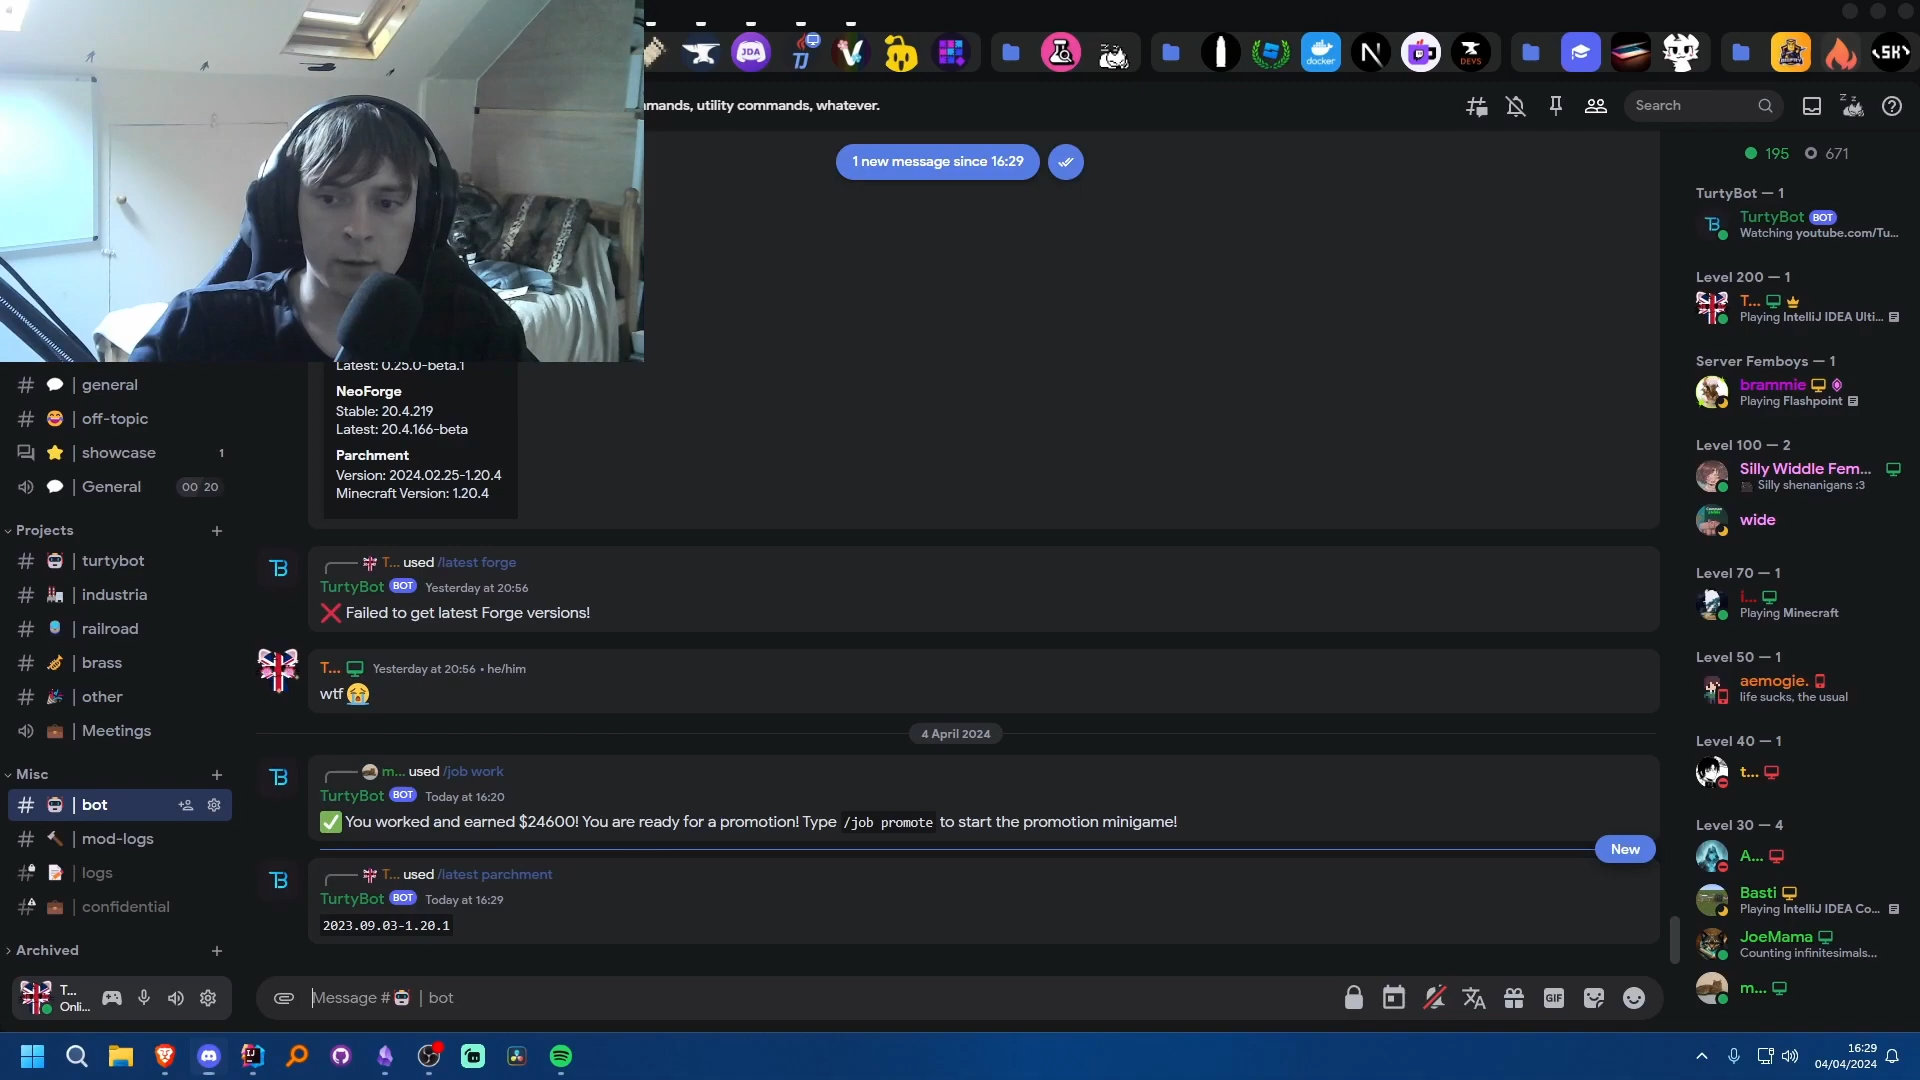 JDA
TJ
docker
N
DEVS
<SK>
mmands, utility commands, whatever.
Search
1 new message since 16:29
195 671
Latest: 0.25.0-beta.1
NeoForge
Stable: 20.4.219
Latest: 20.4.166-beta
Parchment
Version: 2024.02.25-1.20.4
Minecraft Version: 1.20.4
T... used /latest forge
TurtyBot BOT Yesterday at 20:56
Failed to get latest Forge versions!
T... Yesterday at 20:56 • he/him
wtf
4 April 2024
m... used /job work
TurtyBot BOT Today at 16:20
You worked and earned $24600! You are ready for a promotion! Type /job promote to start the promotion minigame!
New
T... used /latest parchment
TurtyBot BOT Today at 16:29
2023.09.03-1.20.1
Message # | bot
GIF
# | general
# | off-topic
| showcase 1
| General 00 20
Projects +
# | turtybot
# | industria
# | railroad
# | brass
# | other
| Meetings
Misc +
# | bot
# | mod-logs
# | logs
# | confidential
Archived +
T...
Onli...
TurtyBot — 1
TurtyBot BOT
Watching youtube.com/Tu...
Level 200 — 1
T...
Playing IntelliJ IDEA Ulti...
Server Femboys — 1
brammie
Playing Flashpoint
Level 100 — 2
Silly Widdle Fem...
Silly shenanigans :3
wide
Level 70 — 1
i...
Playing Minecraft
Level 50 — 1
aemogie.
life sucks, the usual
Level 40 — 1
t...
Level 30 — 4
A...
Basti
Playing IntelliJ IDEA Co...
JoeMama
Counting infinitesimals...
m...
16:29
04/04/2024